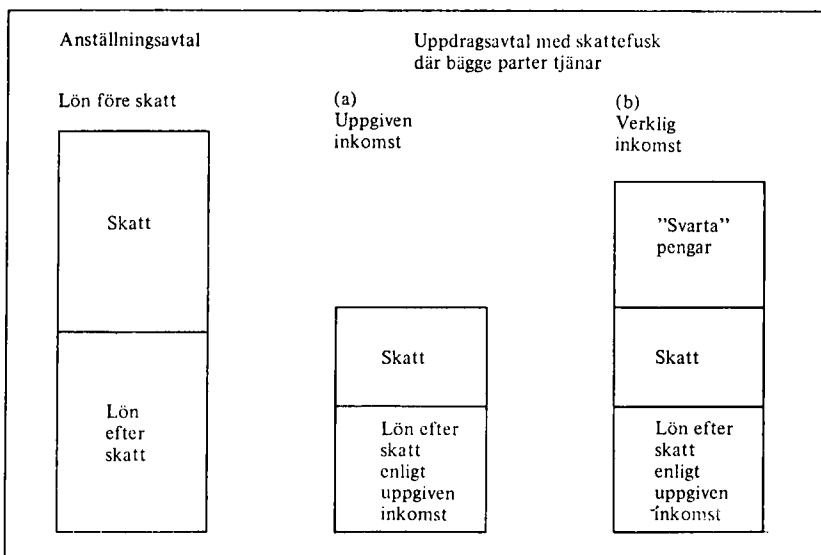 Anställningsavtal
Uppdragsavtal med skattefusk
där bägge parter tjänar
Lön före skatt
(a)
Uppgiven
inkomst
(b)
Verklig
inkomst
Skatt
Lön
efter
skatt
Skatt
Lön efter
skatt
enligt
uppgiven
inkomst
"Svarta"
pengar
Skatt
Lön efter
skatt
enligt
uppgiven
inkomst